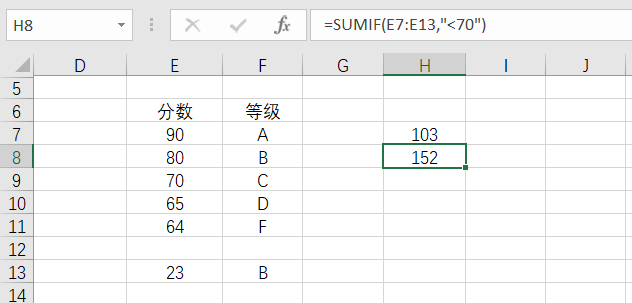 H8 fx =SUMIF(E7:E13,"<70")
D E F G H I J
5
6 分数 等级
7 90 A 103
8 80 B 152
9 70 C
10 65 D
11 64 F
12
13 23 B
14